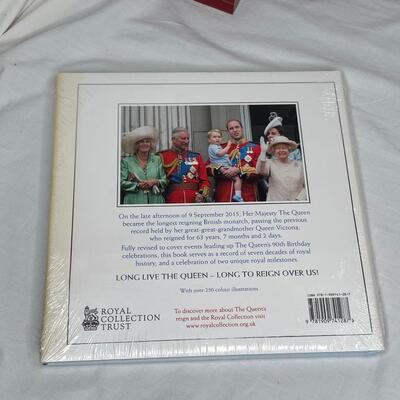 On the late afternoon of 9 September 2015, Her Majesty The Queen
became the longest reigning British monarch, passing the previous
record held by her great-great-grandmother Queen Victoria,
who reigned for 63 years, 7 months and 2 days.
Fully revised to cover events leading up The Queen's 90th Birthday
celebrations, this book serves as a record of seven decades of royal
history, and a celebration of two unique royal milestones.
LONG LIVE THE QUEEN – LONG TO REIGN OVER US!
With over 250 colour illustrations
ROYAL
COLLECTION
TRUST
To discover more about The Queen's
reign and the Royal Collection visit
www.royalcollection.org.uk
9 781909 741287